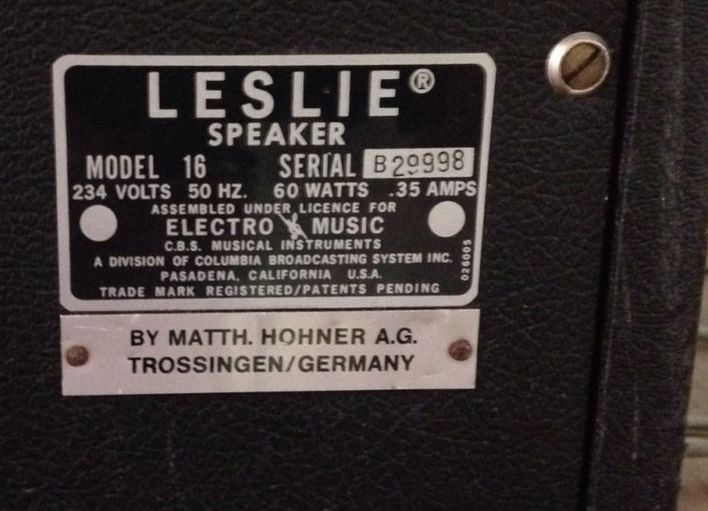 LESLIE®
SPEAKER
MODEL 16 SERIAL B29998
234 VOLTS 50 HZ. 60 WATTS .35 AMPS
ASSEMBLED UNDER LICENCE FOR
ELECTRO MUSIC
C.B.S. MUSICAL INSTRUMENTS
A DIVISION OF COLUMBIA BROADCASTING SYSTEM INC.
PASADENA, CALIFORNIA U.S.A.
TRADE MARK REGISTERED/PATENTS PENDING
026005
BY MATTH. HOHNER A.G.
TROSSINGEN/GERMANY